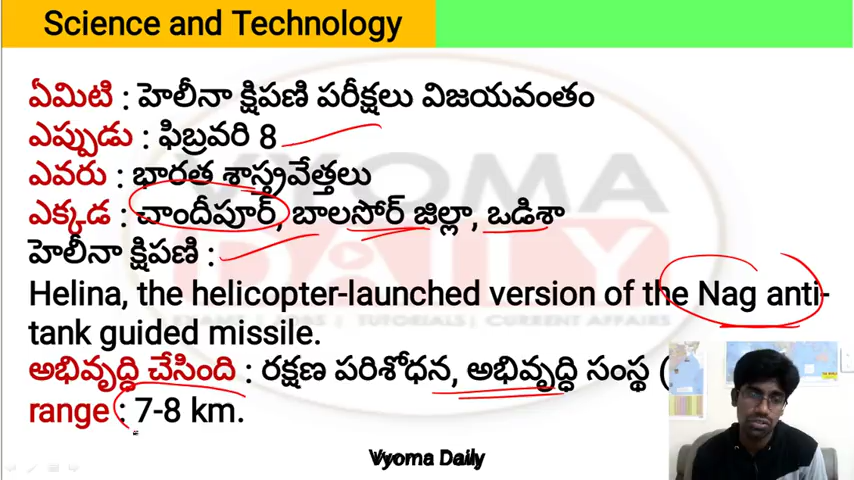 Science and Technology
ఏమిటి : హెలీనా క్షిపణి పరీక్షలు విజయవంతం
ఎప్పుడు : ఫిబ్రవరి 8
ఎవరు : భారత శాస్త్రవేత్తలు
ఎక్కడ : చాందీపూర్, బాలసోర్ జిల్లా, ఒడిశా
హెలీనా క్షిపణి :
Helina, the helicopter-launched version of the Nag anti-
tank guided missile.
అభివృద్ధి చేసింది : రక్షణ పరిశోధన, అభివృద్ధి సంస్థ (
range : 7-8 km.
Vyoma Daily